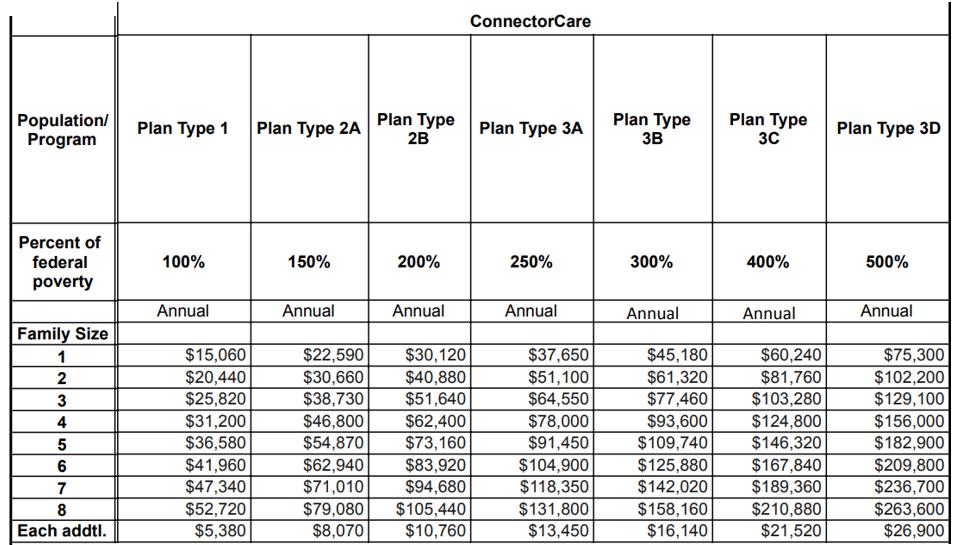 ConnectorCare
Population/ Program Plan Type 1 Plan Type 2A Plan Type 2B Plan Type 3A Plan Type 3B Plan Type 3C Plan Type 3D
Percent of federal poverty 100% 150% 200% 250% 300% 400% 500%
Annual Annual Annual Annual Annual Annual Annual
Family Size
1 $15,060 $22,590 $30,120 $37,650 $45,180 $60,240 $75,300
2 $20,440 $30,660 $40,880 $51,100 $61,320 $81,760 $102,200
3 $25,820 $38,730 $51,640 $64,550 $77,460 $103,280 $129,100
4 $31,200 $46,800 $62,400 $78,000 $93,600 $124,800 $156,000
5 $36,580 $54,870 $73,160 $91,450 $109,740 $146,320 $182,900
6 $41,960 $62,940 $83,920 $104,900 $125,880 $167,840 $209,800
7 $47,340 $71,010 $94,680 $118,350 $142,020 $189,360 $236,700
8 $52,720 $79,080 $105,440 $131,800 $158,160 $210,880 $263,600
Each addtl. $5,380 $8,070 $10,760 $13,450 $16,140 $21,520 $26,900